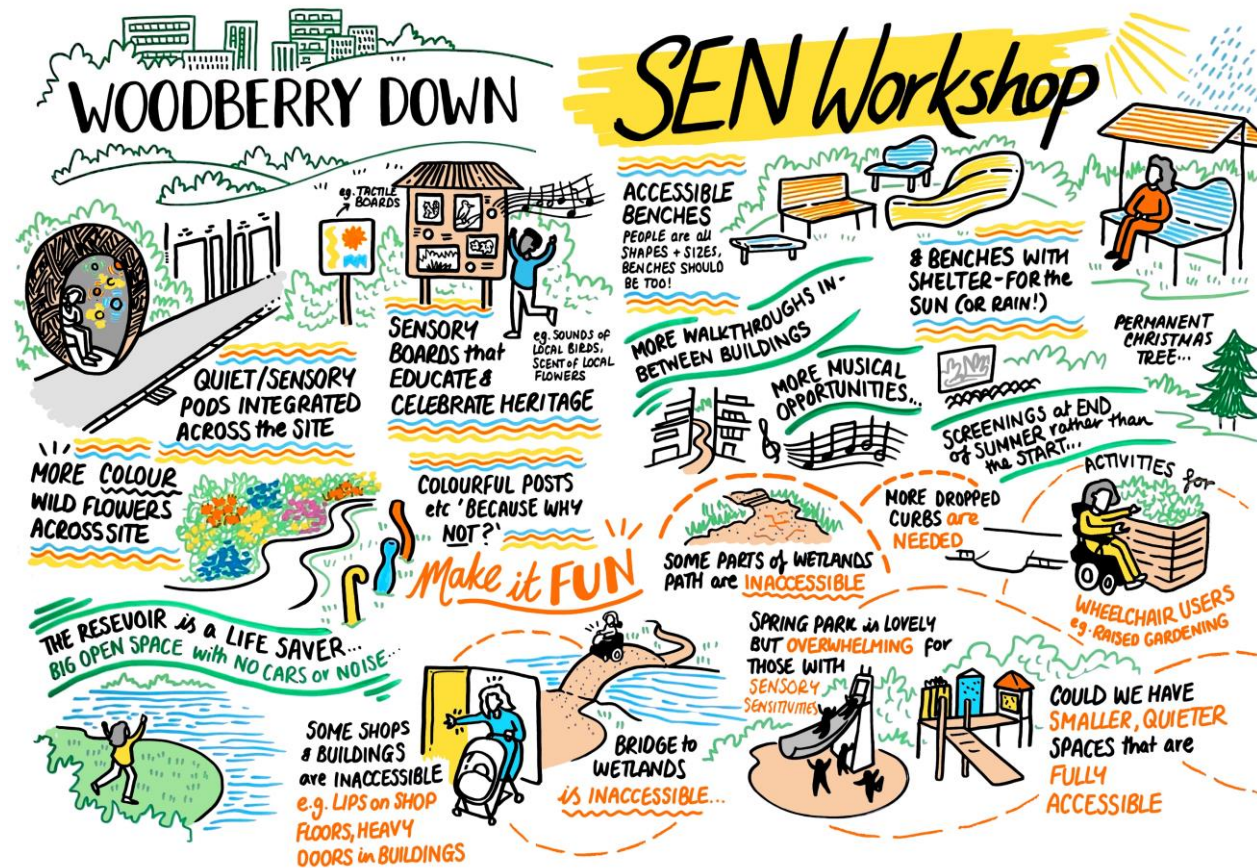 WOODBERRY DOWN
SEN Workshop
eg. TACTILE
BOARDS
SENSORY
BOARDS that
EDUCATE &
CELEBRATE HERITAGE
eg. SOUNDS OF
LOCAL BIRDS,
SCENT OF LOCAL
FLOWERS
QUIET/SENSORY
PODS INTEGRATED
ACROSS the SITE
MORE COLOUR
WILD FLOWERS
ACROSS SITE
COLOURFUL POSTS
etc 'BECAUSE WHY
NOT?'
Make it FUN
THE RESEVOIR is a LIFE SAVER...
BIG OPEN SPACE with NO CARS or NOISE...
SOME SHOPS
& BUILDINGS
are INACCESSIBLE
e.g. LIPS on SHOP
FLOORS, HEAVY
DOORS in BUILDINGS
BRIDGE to
WETLANDS
is INACCESSIBLE...
ACCESSIBLE
BENCHES
PEOPLE are all
SHAPES + SIZES,
BENCHES SHOULD
BE TOO!
& BENCHES WITH
SHELTER - FOR the
SUN (OR RAIN!)
MORE WALKTHROUGHS IN-
BETWEEN BUILDINGS
MORE MUSICAL
OPPORTUNITIES...
PERMANENT
CHRISTMAS
TREE...
SCREENINGS at END
of SUMMER rather than
the START...
SOME PARTS of WETLANDS
PATH are INACCESSIBLE
MORE DROPPED
CURBS are
NEEDED
ACTIVITIES for
WHEELCHAIR USERS
eg. RAISED GARDENING
SPRING PARK is LOVELY
BUT OVERWHELMING for
THOSE WITH
SENSORY
SENSITIVITIES
COULD WE HAVE
SMALLER, QUIETER
SPACES that are
FULLY
ACCESSIBLE